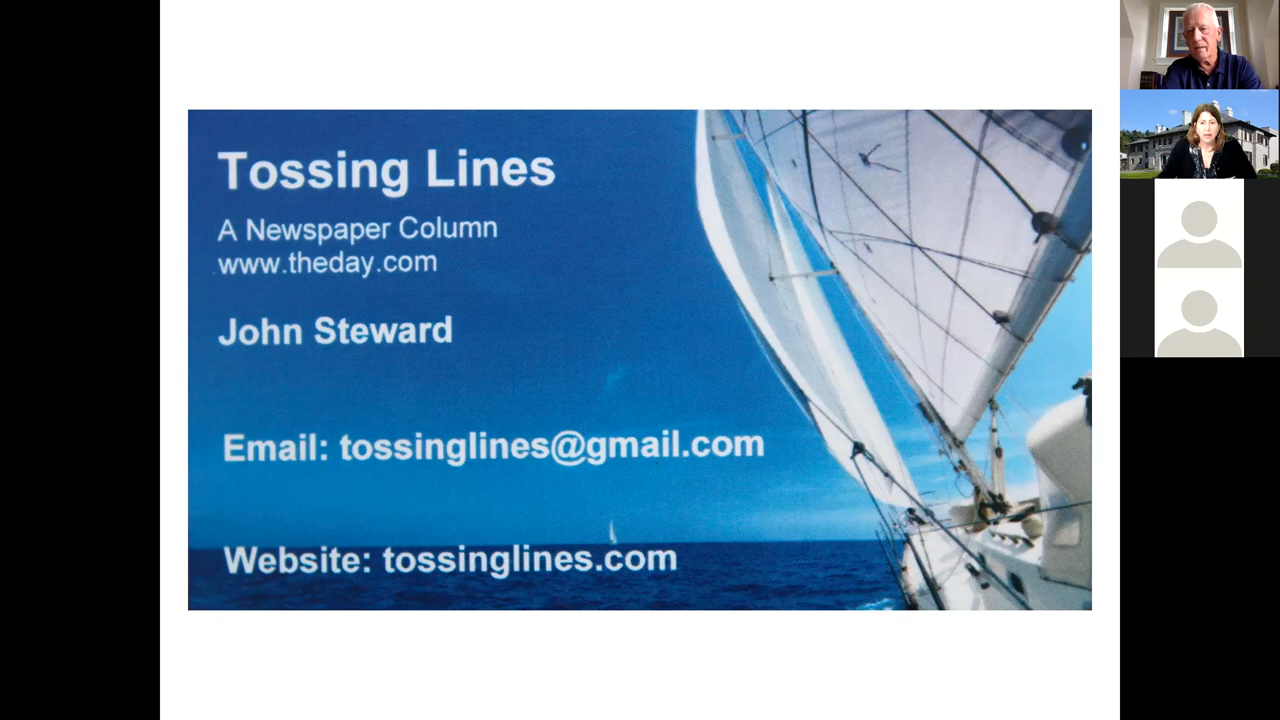 Tossing Lines
A Newspaper Column
www.theday.com
John Steward
Email: tossinglines@gmail.com
Website: tossinglines.com